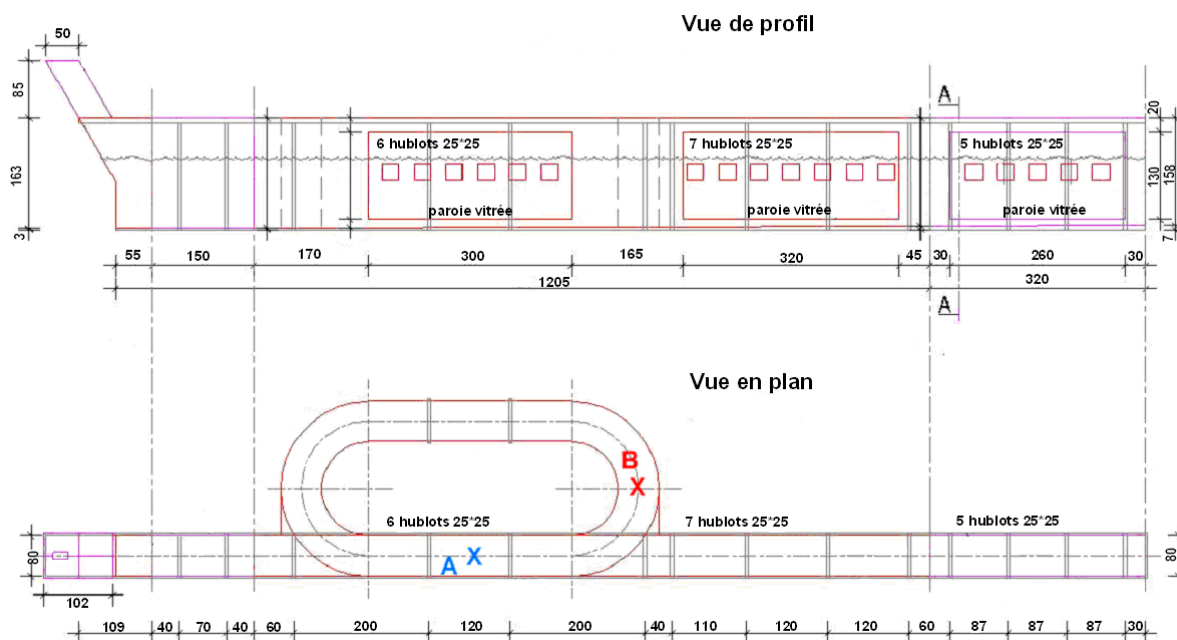 Vue de profil
50
85
163
3
6 hublots 25*25
7 hublots 25*25
5 hublots 25*25
paroie vitrée
paroie vitrée
paroie vitrée
A
20
130
158
7
55
150
170
300
165
320
45
30
260
30
1205
320
A
Vue en plan
B
X
6 hublots 25*25
7 hublots 25*25
5 hublots 25*25
A
X
80
80
102
109
40
70
40
60
200
120
200
40
110
120
120
60
87
87
87
30